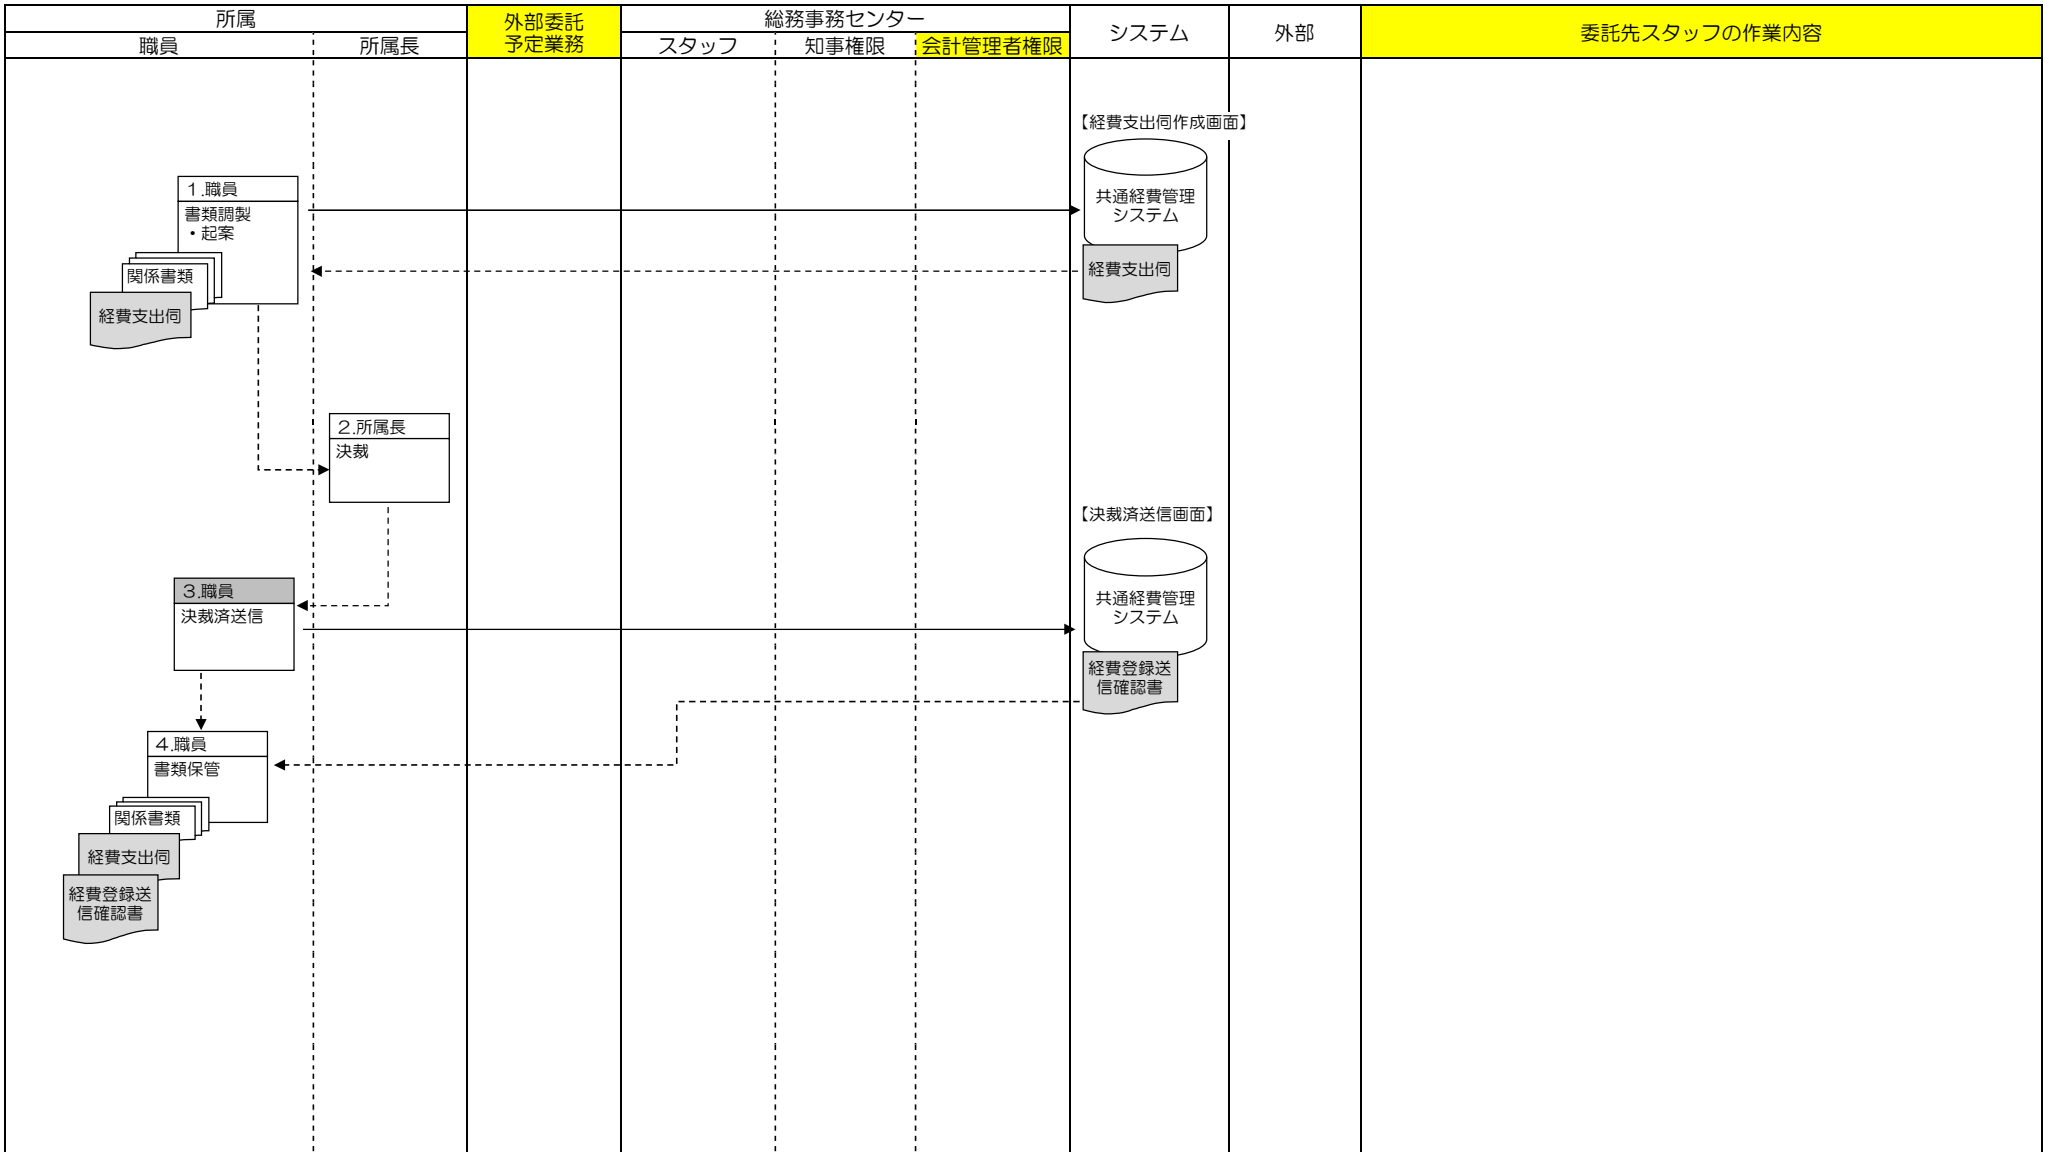 所属
外部委託
予定業務
総務事務センター
システム
外部
委託先スタッフの作業内容
職員
所属長
スタッフ
知事権限
会計管理者権限
【経費支出伺作成画面】
共通経費管理
システム
経費支出伺
１.職員
書類調製
・起案
関係書類
経費支出伺
２.所属長
決裁
【決裁済送信画面】
共通経費管理
システム
経費登録送
信確認書
３.職員
決裁済送信
４.職員
書類保管
関係書類
経費支出伺
経費登録送
信確認書